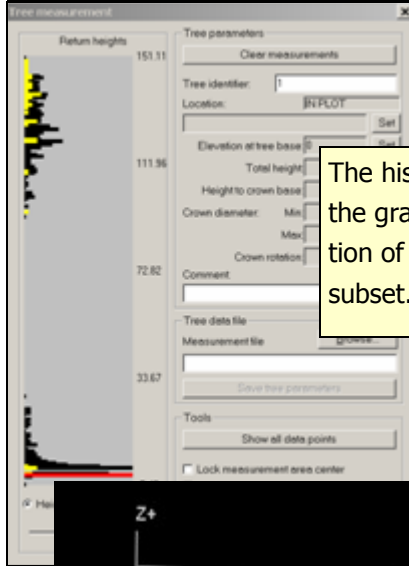 Tree measurement
Return heights
151.11
111.96
72.82
33.67
Tree parameters
Clear measurements
Tree identifier: 1
Location: IN PLOT
Set
Elevation at tree base 0
Total height
Height to crown base
Crown diameter: Min
Max
Crown rotation
Comment
Tree data file
Measurement file
Browse...
Save tree parameters
Tools
Show all data points
Lock measurement area center
The his
the gra
tion of
subset.
Z+